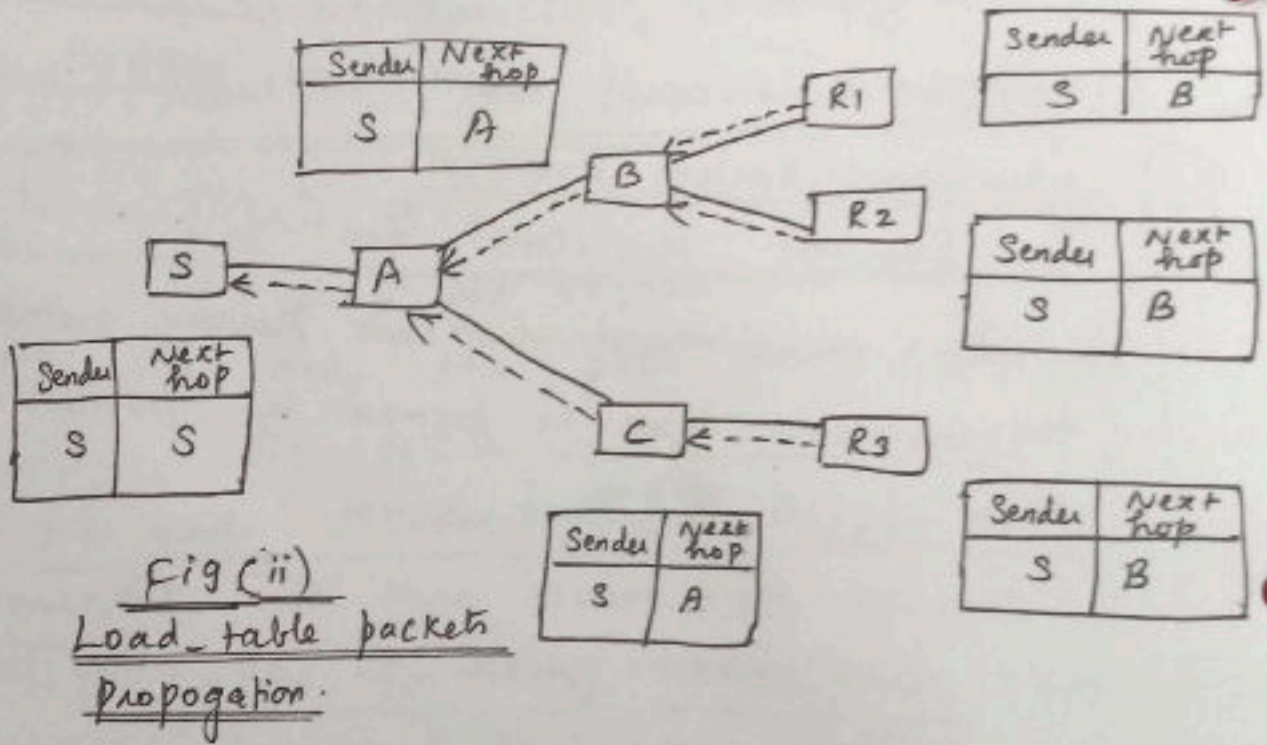 Sender Next hop
S A
Sender Next hop
S B
R1
B
R2
S
A
Sender Next hop
S B
Sender Next hop
S S
C
R3
Sender Next hop
S A
Sender Next hop
S B
Fig (ii)
Load_table packets
propogation.